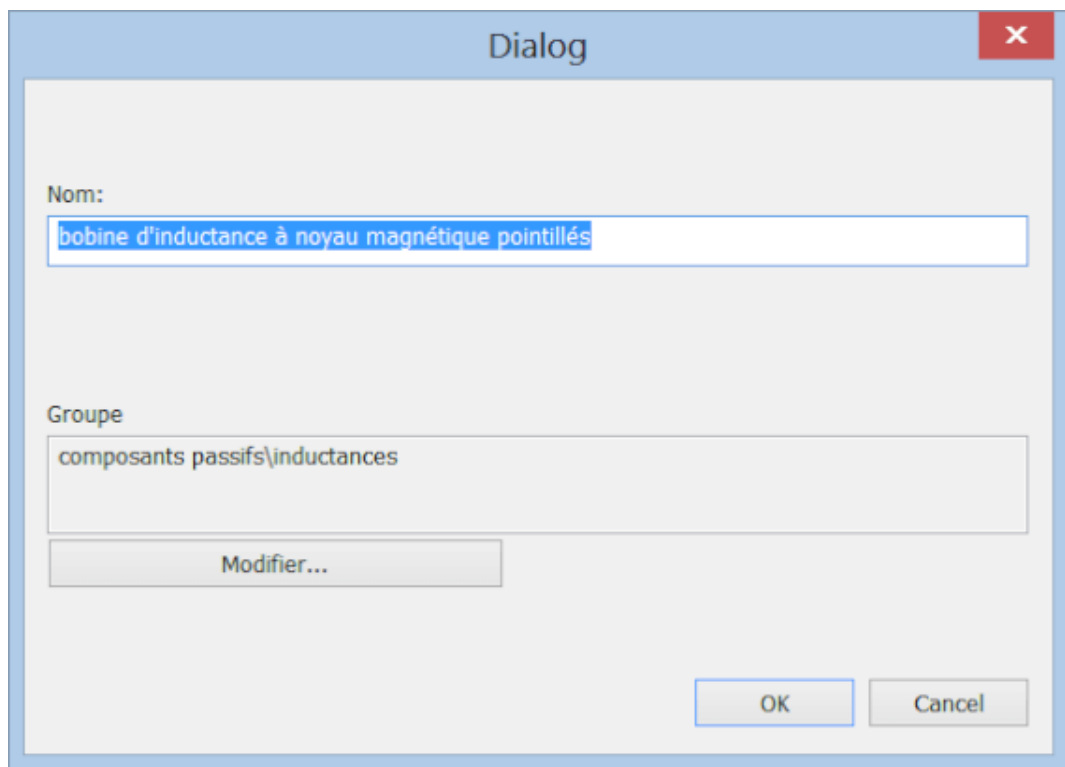 Dialog
Nom:
bobine d'inductance à noyau magnétique pointillés
Groupe
composants passifs\inductances
Modifier...
OK
Cancel